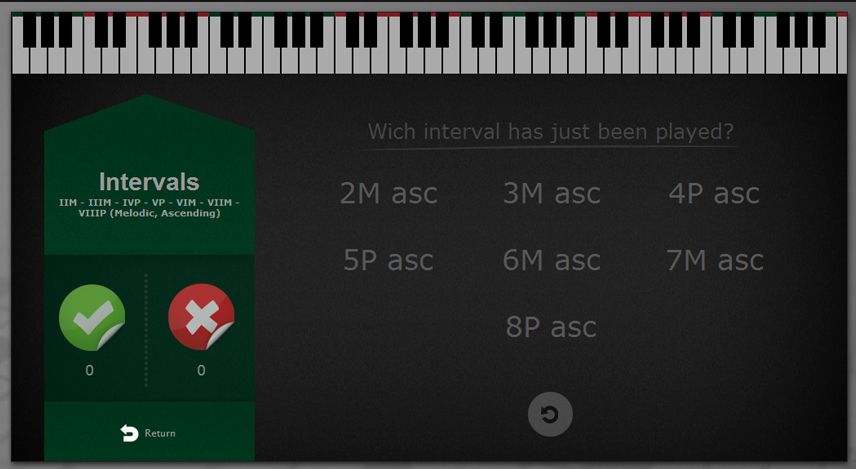 Wich interval has just been played?
Intervals
IIM - IIIM - IVP - VP - VIM - VIIM -
VIIIP (Melodic, Ascending)
2M asc 3M asc 4P asc
5P asc 6M asc 7M asc
8P asc
0 0
Return